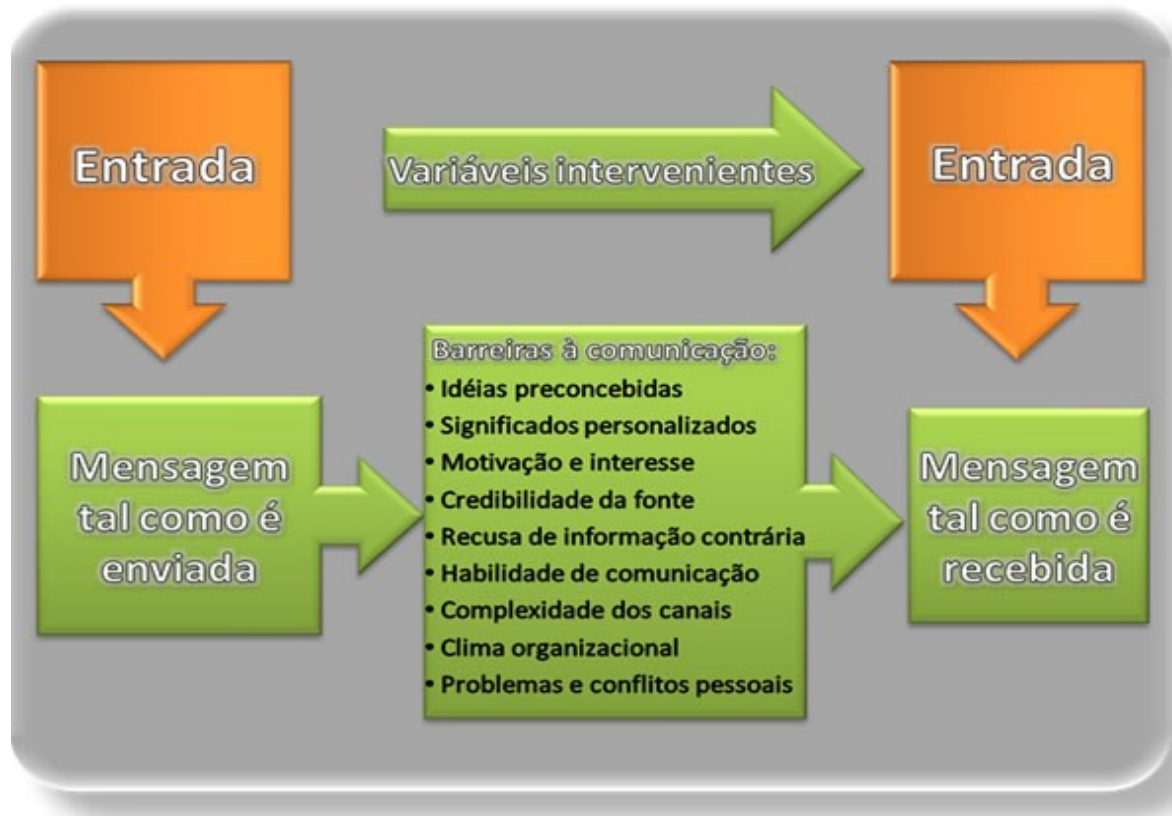 Entrada
Variáveis intervenientes
Entrada
Mensagem
tal como é
enviada
Barreiras à comunicação:
• Idéias preconcebidas
• Significados personalizados
• Motivação e interesse
• Credibilidade da fonte
• Recusa de informação contrária
• Habilidade de comunicação
• Complexidade dos canais
• Clima organizacional
• Problemas e conflitos pessoais
Mensagem
tal como é
recebida